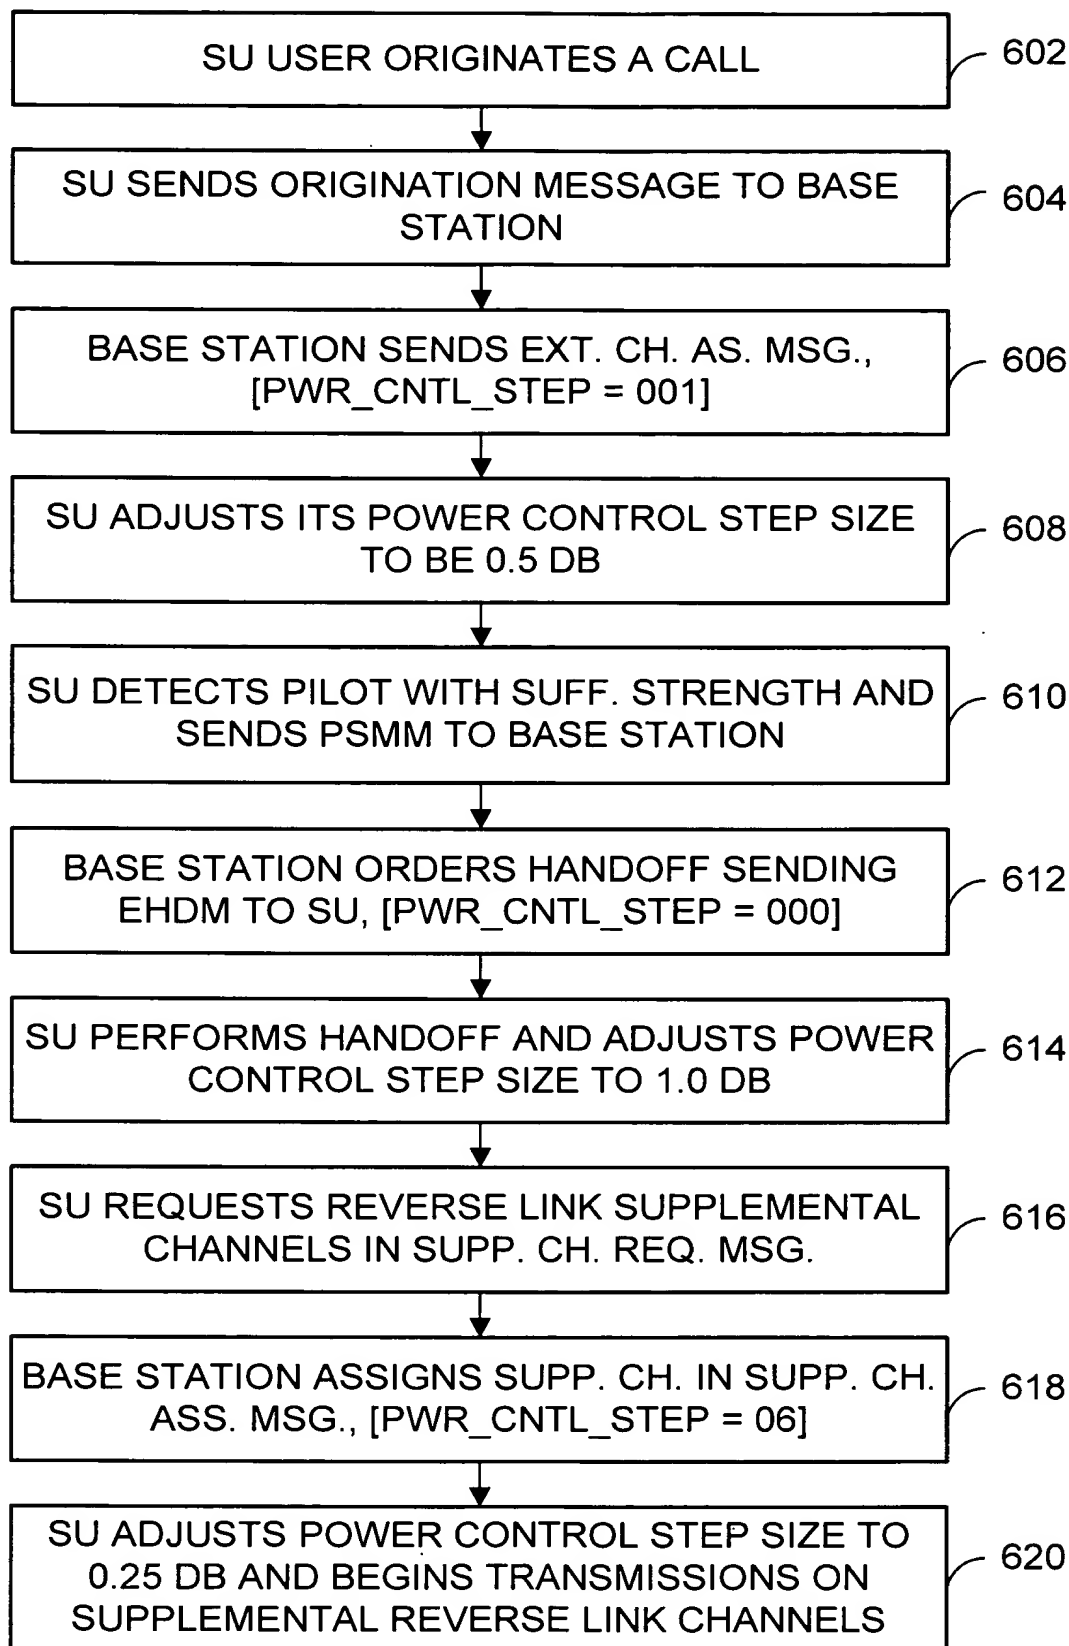 SU USER ORIGINATES A CALL
602
SU SENDS ORIGINATION MESSAGE TO BASE
STATION
604
BASE STATION SENDS EXT. CH. AS. MSG.,
[PWR_CNTL_STEP = 001]
606
SU ADJUSTS ITS POWER CONTROL STEP SIZE
TO BE 0.5 DB
608
SU DETECTS PILOT WITH SUFF. STRENGTH AND
SENDS PSMM TO BASE STATION
610
BASE STATION ORDERS HANDOFF SENDING
EHDM TO SU, [PWR_CNTL_STEP = 000]
612
SU PERFORMS HANDOFF AND ADJUSTS POWER
CONTROL STEP SIZE TO 1.0 DB
614
SU REQUESTS REVERSE LINK SUPPLEMENTAL
CHANNELS IN SUPP. CH. REQ. MSG.
616
BASE STATION ASSIGNS SUPP. CH. IN SUPP. CH.
ASS. MSG., [PWR_CNTL_STEP = 06]
618
SU ADJUSTS POWER CONTROL STEP SIZE TO
0.25 DB AND BEGINS TRANSMISSIONS ON
SUPPLEMENTAL REVERSE LINK CHANNELS
620